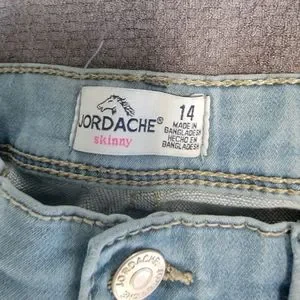 JORDACHE®
skinny
14
MADE IN
BANGLADESH
HECHO EN
BANGLADESH
JORDACHE